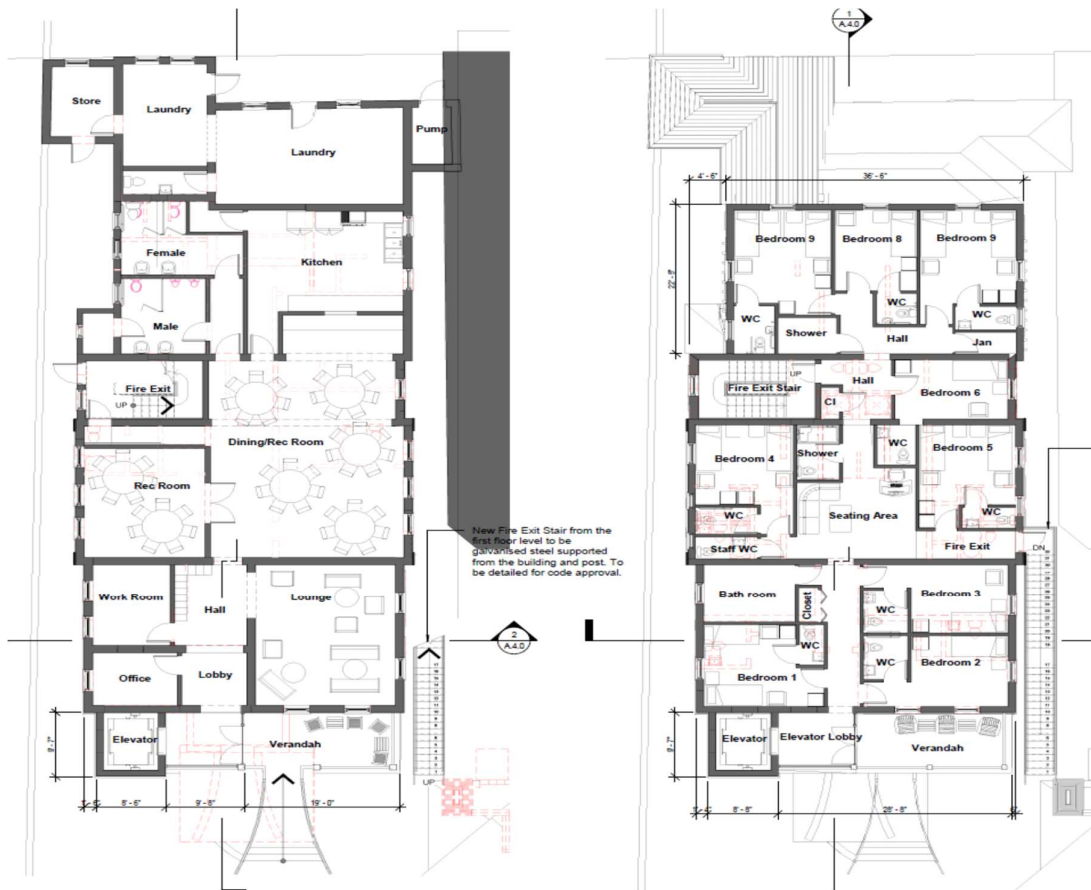 1
A.4.0
Store
Laundry
Laundry
Pump
Female
Kitchen
Male
Fire Exit
UP
Dining/Rec Room
Rec Room
New Fire Exit Stair from the
first floor level to be
galvanised steel supported
from the building and post. To
be detailed for code approval.
Work Room
Hall
Lounge
2
A.4.0
Office
Lobby
Elevator
Verandah
UP
8' - 6"
9' - 8"
19' - 0"
4' - 6"
36' - 6"
Bedroom 9
Bedroom 8
Bedroom 9
WC
WC
WC
Shower
Hall
Jan
UP
Fire Exit Stair
Hall
Bedroom 6
Cl
WC
Bedroom 4
Shower
Bedroom 5
WC
Seating Area
WC
Staff WC
Fire Exit
DN
Bath room
Closet
WC
Bedroom 3
WC
WC
Bedroom 1
Bedroom 2
Elevator
Elevator Lobby
Verandah
8' - 8"
28' - 8"